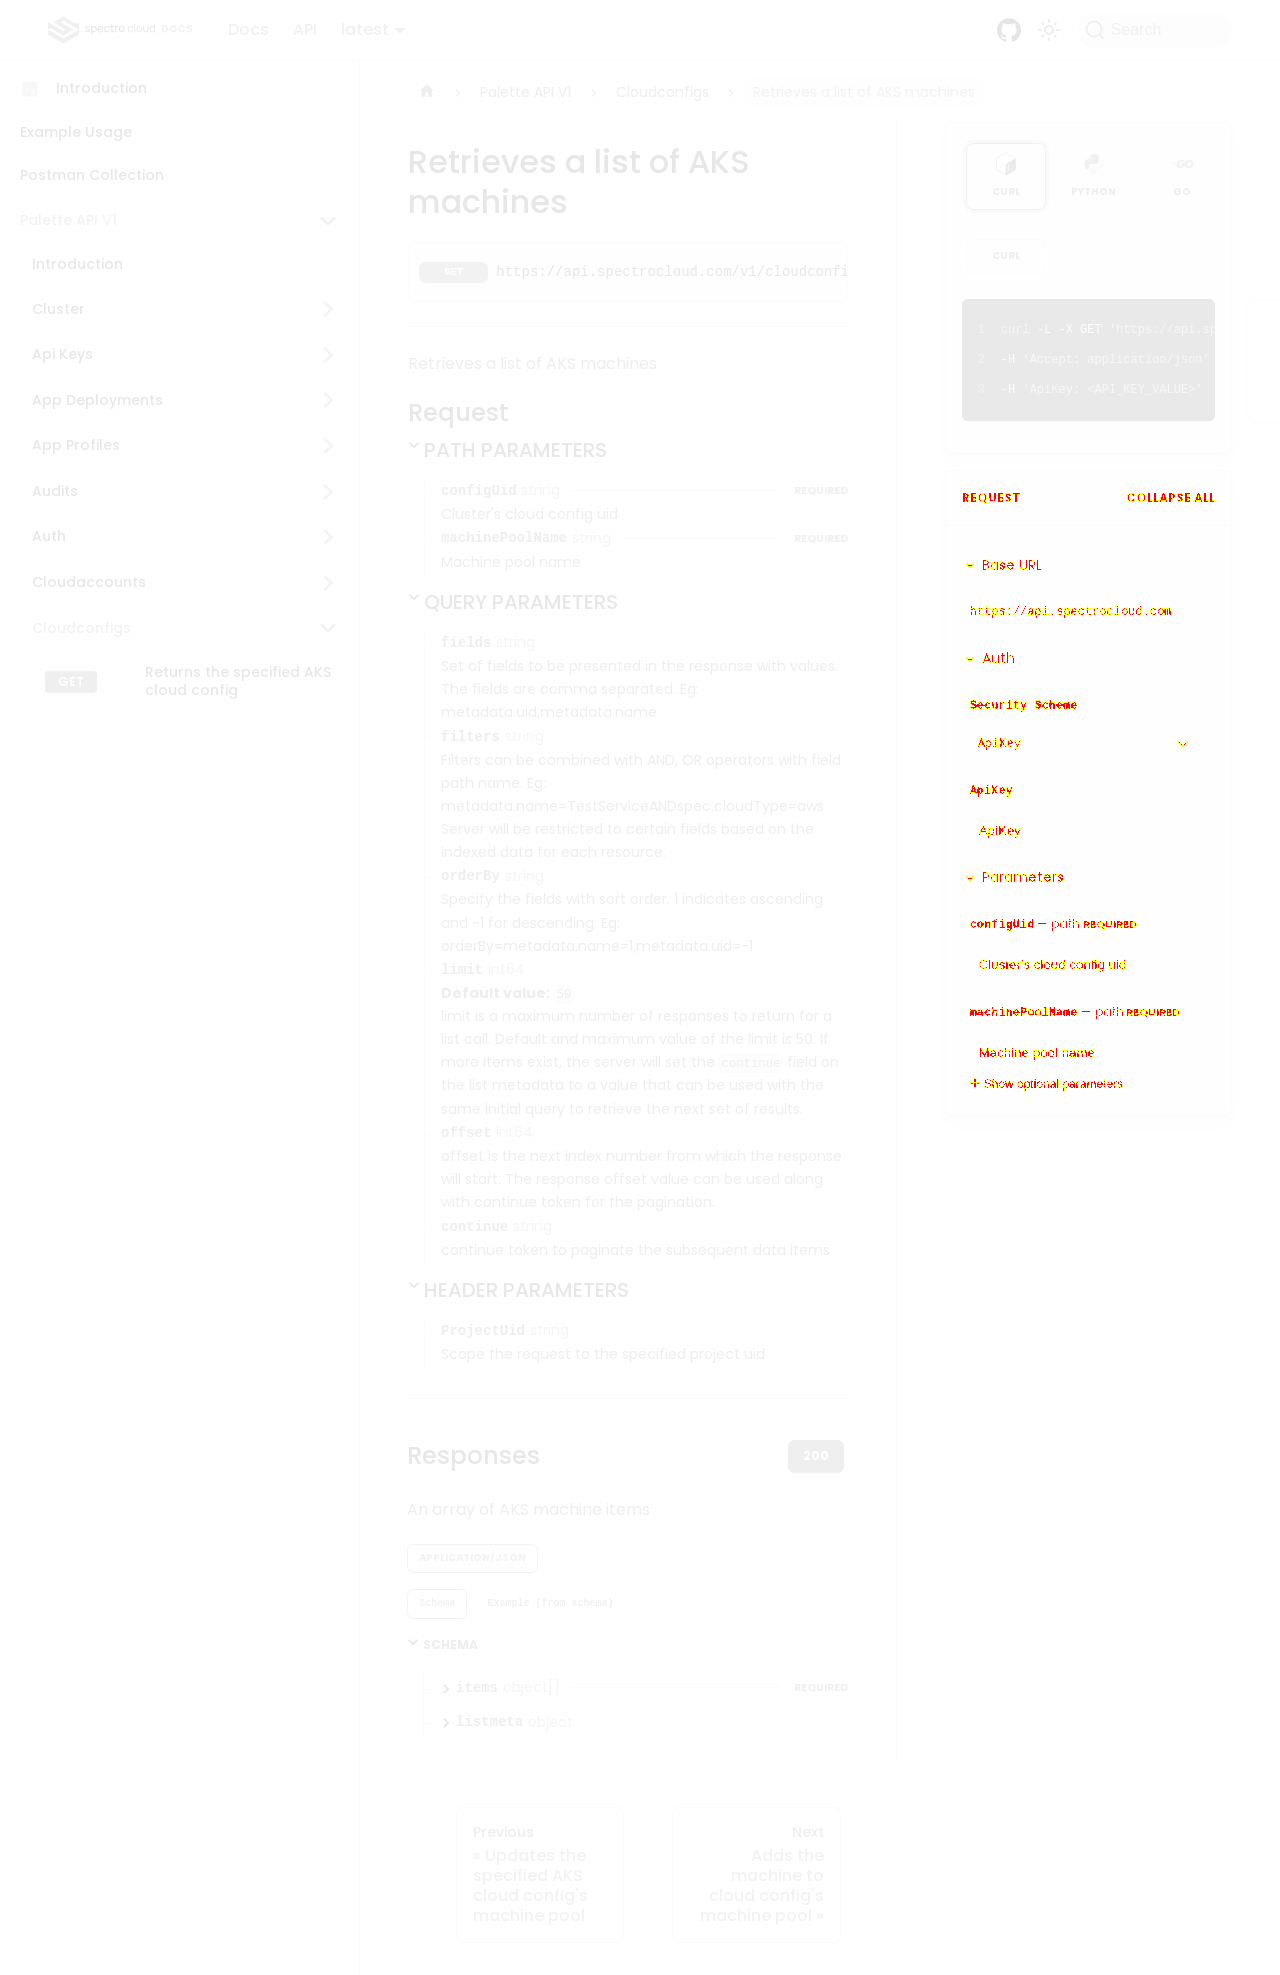 spectro cloud DOCS
Docs
API
latest
Search
Introduction
Example Usage
Postman Collection
Palette API V1
Introduction
Cluster
Api Keys
App Deployments
App Profiles
Audits
Auth
Cloudaccounts
Cloudconfigs
GET
Returns the specified AKS
cloud config
Palette API V1
Cloudconfigs
Retrieves a list of AKS machines
Retrieves a list of AKS
machines
GET
https://api.spectrocloud.com/v1/cloudconfi
Retrieves a list of AKS machines
Request
PATH PARAMETERS
configUid string
REQUIRED
Cluster's cloud config uid
machinePoolName string
REQUIRED
Machine pool name
QUERY PARAMETERS
fields string
Set of fields to be presented in the response with values.
The fields are comma separated. Eg:
metadata.uid,metadata.name
filters string
Filters can be combined with AND, OR operators with field
path name. Eg:
metadata.name=TestServiceANDspec.cloudType=aws
Server will be restricted to certain fields based on the
indexed data for each resource.
orderBy string
Specify the fields with sort order. 1 indicates ascending
and -1 for descending. Eg:
orderBy=metadata.name=1,metadata.uid=-1
limit int64
Default value: 50
limit is a maximum number of responses to return for a
list call. Default and maximum value of the limit is 50. If
more items exist, the server will set the continue field on
the list metadata to a value that can be used with the
same initial query to retrieve the next set of results.
offset int64
offset is the next index number from which the response
will start. The response offset value can be used along
with continue token for the pagination.
continue string
continue token to paginate the subsequent data items
HEADER PARAMETERS
ProjectUid string
Scope the request to the specified project uid
Responses
200
An array of AKS machine items
APPLICATION/JSON
Schema
Example (from schema)
SCHEMA
items object[]
REQUIRED
listmeta object
Previous
« Updates the
specified AKS
cloud config's
machine pool
Next
Adds the
machine to
cloud config's
machine pool »
CURL
PYTHON
GO
CURL
1 curl -L -X GET 'https://api.sp
2 -H 'Accept: application/json'
3 -H 'ApiKey: <API_KEY_VALUE>'
REQUEST
COLLAPSE ALL
Base URL
https://api.spectrocloud.com
Auth
Security Scheme
ApiKey
ApiKey
ApiKey
Parameters
configUid — path REQUIRED
Cluster's cloud config uid
machinePoolName — path REQUIRED
Machine pool name
Show optional parameters